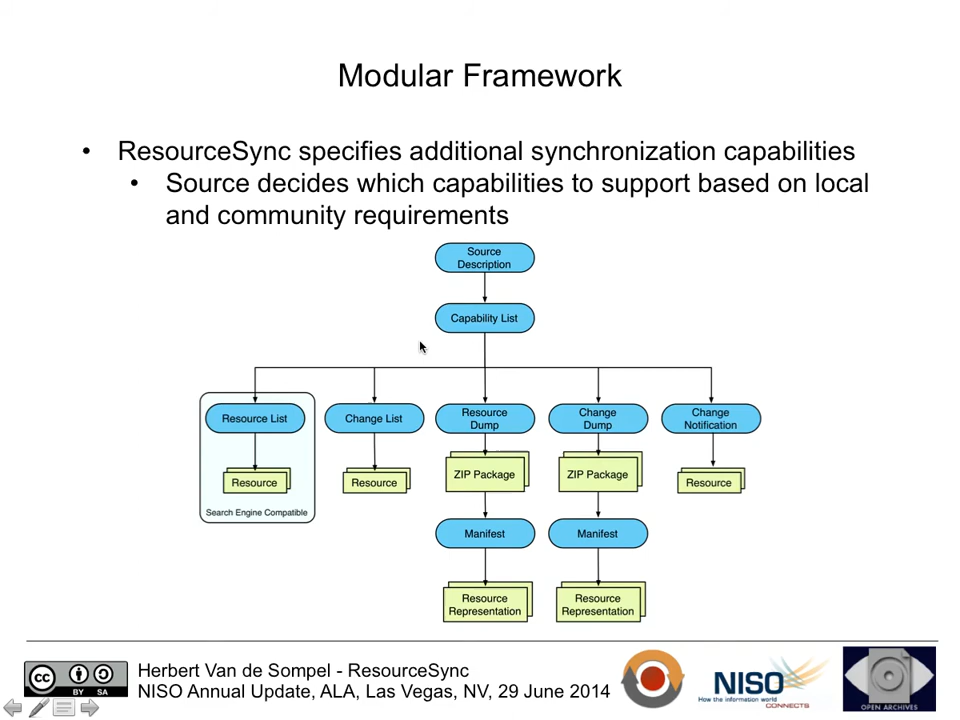 Modular Framework
• ResourceSync specifies additional synchronization capabilities
• Source decides which capabilities to support based on local
and community requirements
Source
Description
Capability List
Resource List
Change List
Resource
Dump
Change
Dump
Change
Notification
Resource
Resource
ZIP Package
ZIP Package
Resource
Search Engine Compatible
Manifest
Manifest
Resource
Representation
Resource
Representation
cc BY SA
Herbert Van de Sompel - ResourceSync
NISO Annual Update, ALA, Las Vegas, NV, 29 June 2014
NISO
How the information world
CONNECTS
OPEN ARCHIVES